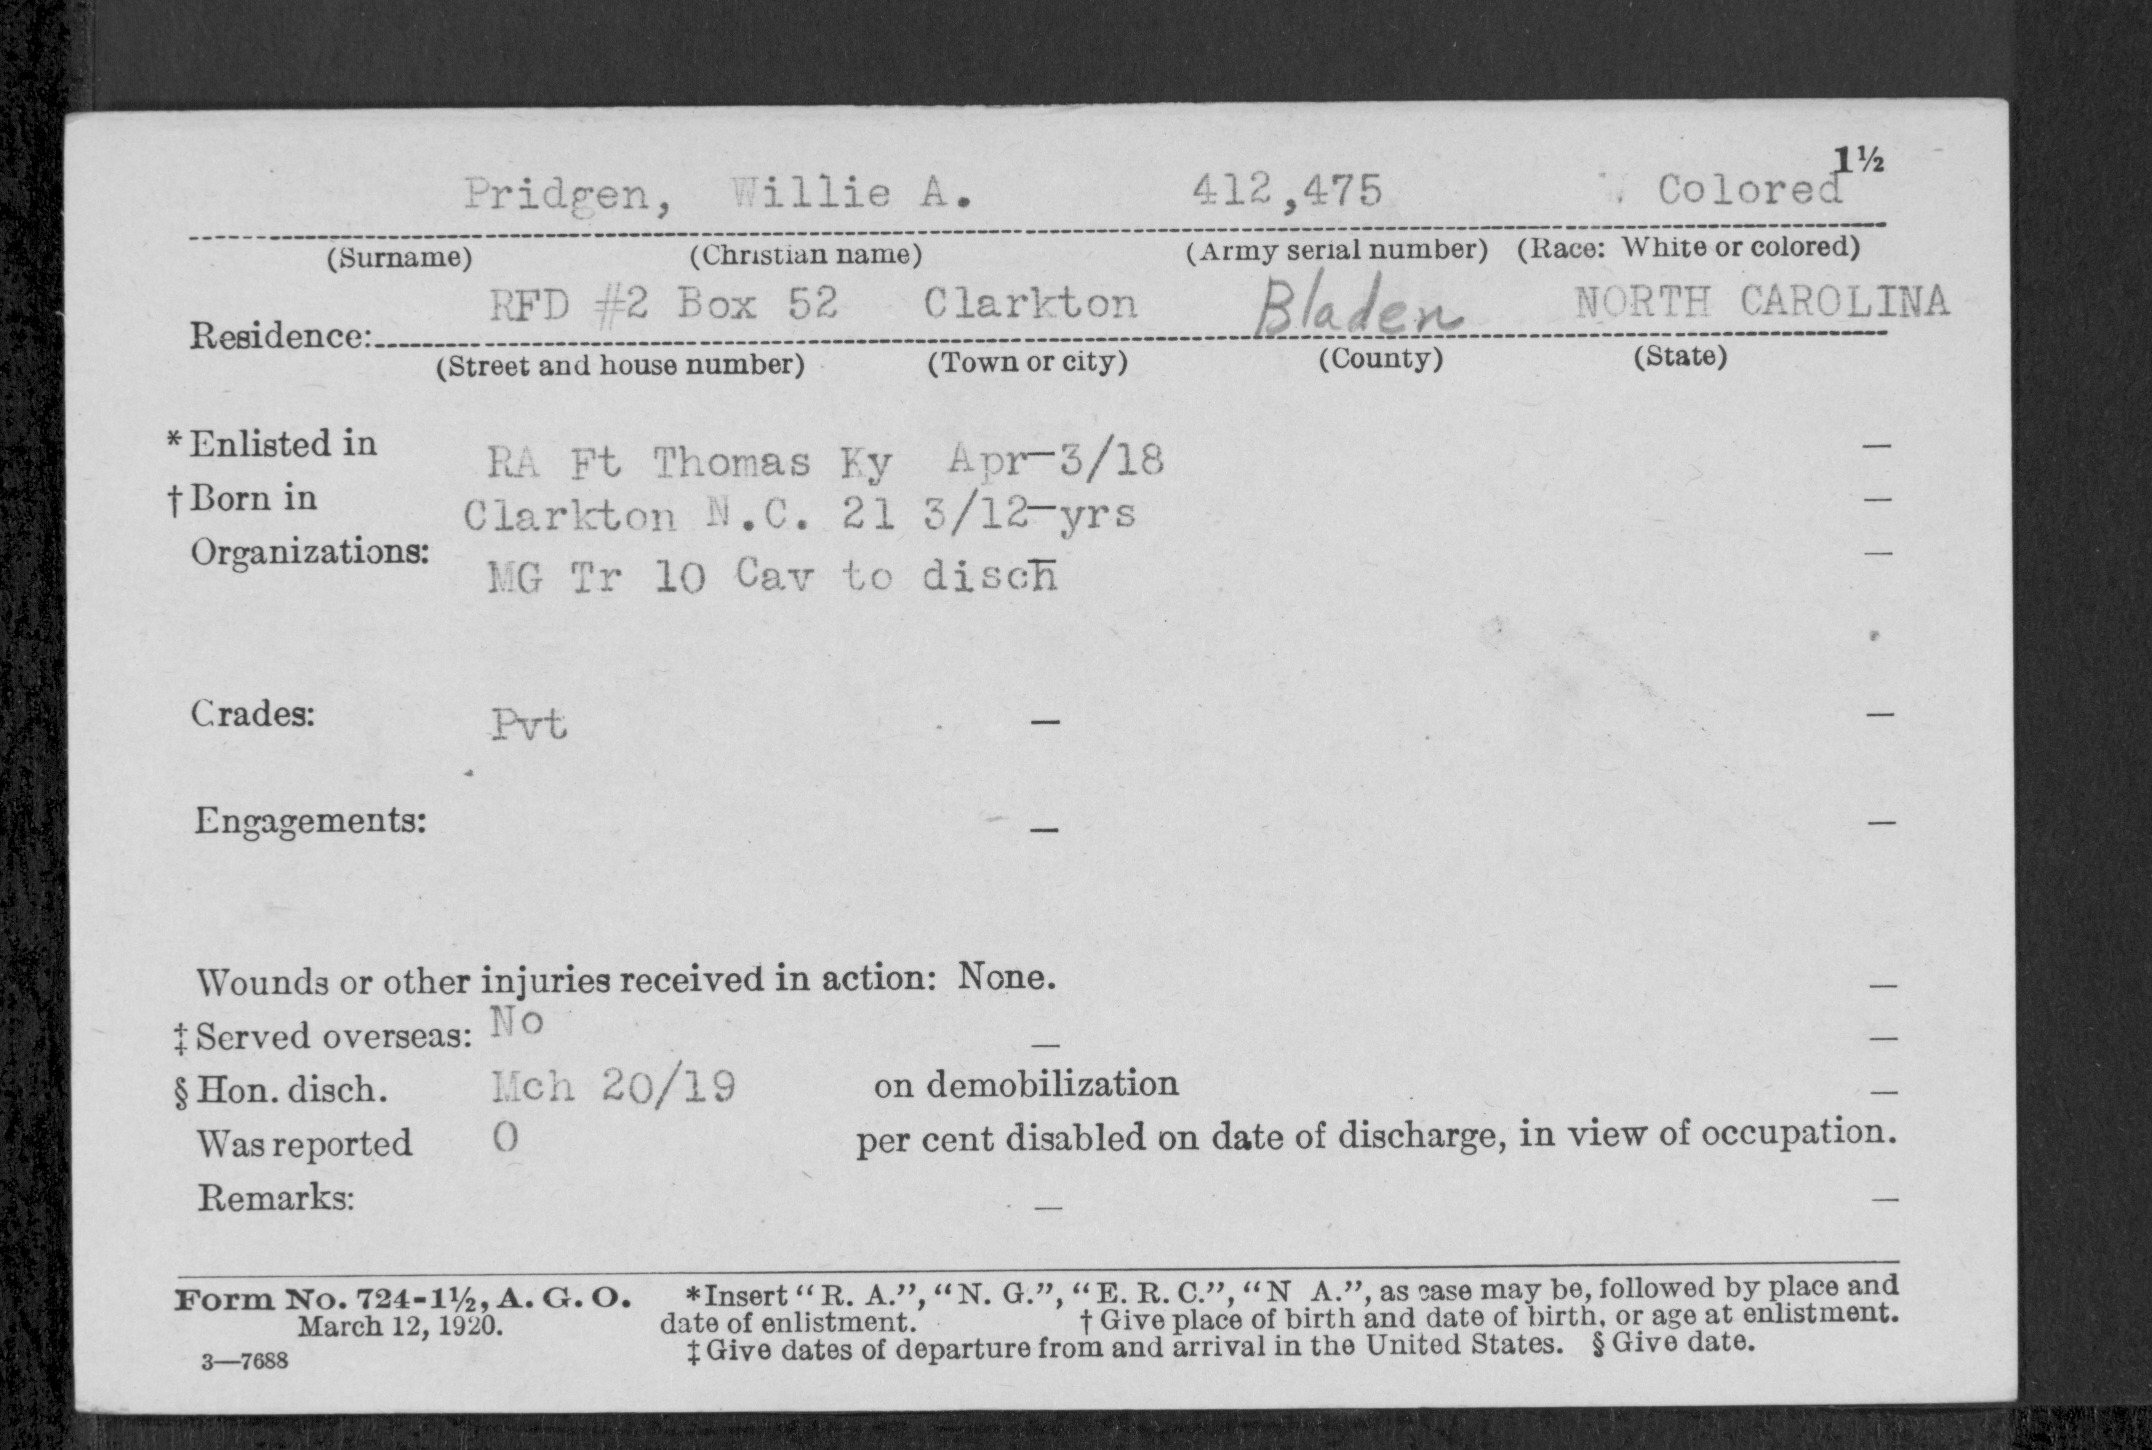 1½
Pridgen, Willie A. 412,475 Colored
(Surname) (Christian name) (Army serial number) (Race: White or colored)
RFD #2 Box 52 Clarkton Bladen NORTH CAROLINA
Residence:
(Street and house number) (Town or city) (County) (State)
*Enlisted in RA Ft Thomas Ky Apr 3/18 —
†Born in Clarkton N.C. 21 3/12 yrs —
Organizations: MG Tr 10 Cav to disch —
Grades: Pvt — —
Engagements: — —
Wounds or other injuries received in action: None. —
‡Served overseas: No — —
§Hon. disch. Mch 20/19 on demobilization —
Was reported 0 per cent disabled on date of discharge, in view of occupation.
Remarks: — —
Form No. 724-1½, A. G. O. *Insert "R. A.", "N. G.", "E. R. C.", "N A.", as case may be, followed by place and
March 12, 1920. date of enlistment. †Give place of birth and date of birth, or age at enlistment.
3—7688 ‡Give dates of departure from and arrival in the United States. §Give date.